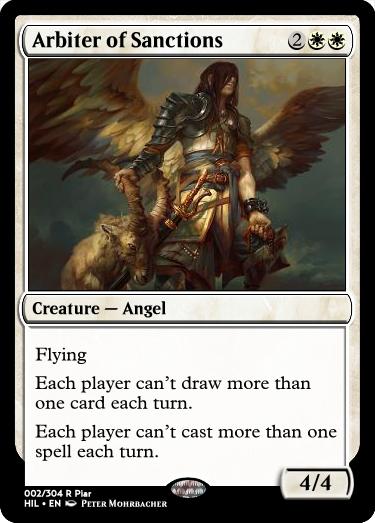 Arbiter of Sanctions 2
Creature — Angel
Flying
Each player can't draw more than
one card each turn.
Each player can't cast more than one
spell each turn.
4/4
002/304 R Plar
HIL • EN Peter Mohrbacher